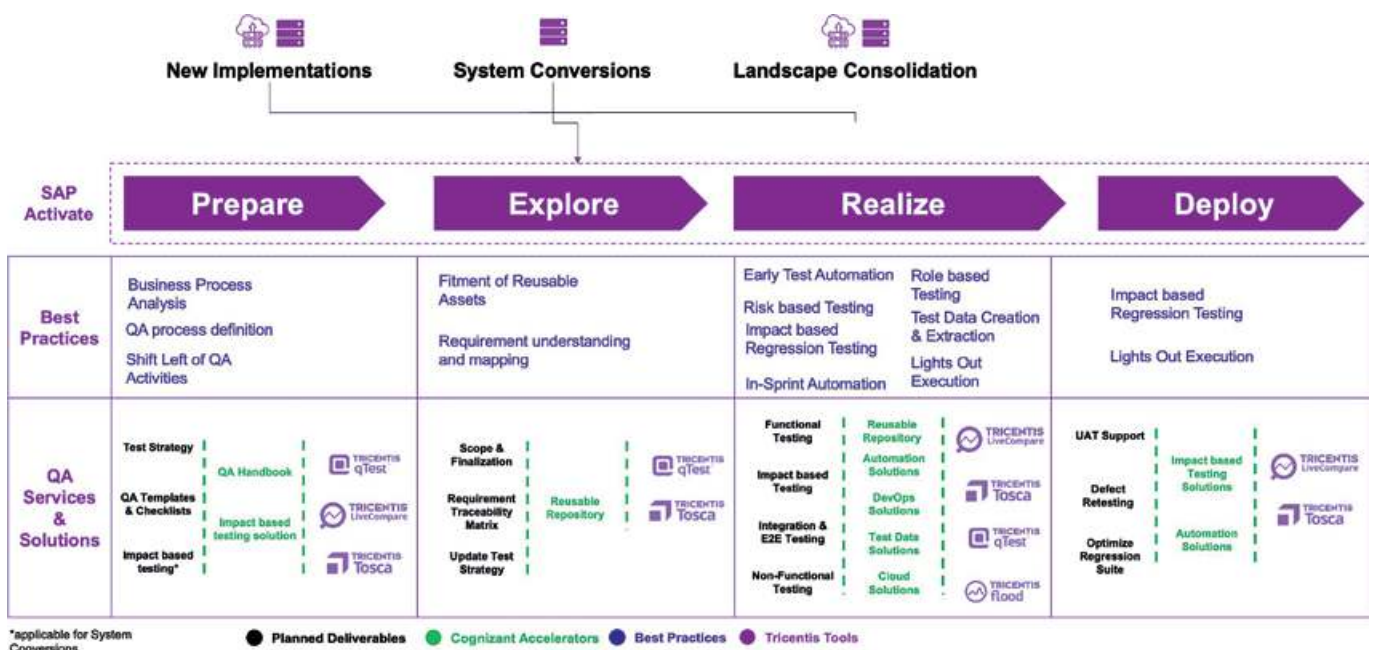 New Implementations
System Conversions
Landscape Consolidation
SAP
Activate
Prepare
Explore
Realize
Deploy
Best
Practices
Business Process
Analysis
QA process definition
Shift Left of QA
Activities
Fitment of Reusable
Assets
Requirement understanding
and mapping
Early Test Automation
Risk based Testing
Impact based
Regression Testing
In-Sprint Automation
Role based
Testing
Test Data Creation
& Extraction
Lights Out
Execution
Impact based
Regression Testing
Lights Out Execution
QA
Services
&
Solutions
Test Strategy
QA Templates
& Checklists
Impact based
testing*
QA Handbook
Impact based
testing solution
TRICENTIS
qTest
TRICENTIS
LiveCompare
TRICENTIS
Tosca
Scope &
Finalization
Requirement
Traceability
Matrix
Update Test
Strategy
Reusable
Repository
TRICENTIS
qTest
TRICENTIS
Tosca
Functional
Testing
Impact based
Testing
Integration &
E2E Testing
Non-Functional
Testing
Reusable
Repository
Automation
Solutions
DevOps
Solutions
Test Data
Solutions
Cloud
Solutions
TRICENTIS
LiveCompare
TRICENTIS
Tosca
TRICENTIS
qTest
TRICENTIS
flood
UAT Support
Defect
Retesting
Optimize
Regression
Suite
Impact based
Testing
Solutions
Automation
Solutions
TRICENTIS
LiveCompare
TRICENTIS
Tosca
*applicable for System
Conversions
Planned Deliverables
Cognizant Accelerators
Best Practices
Tricentis Tools